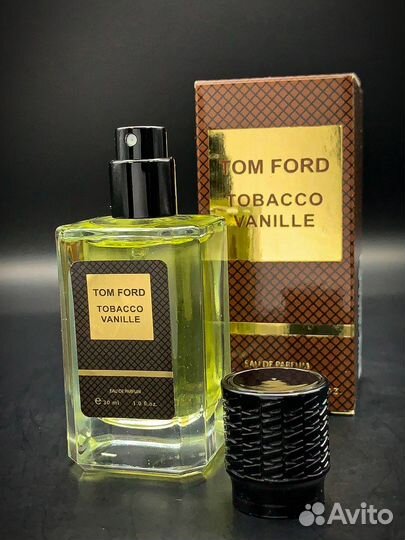 TOM FORD
TOBACCO
VANILLE
EAU DE PARFUM
TOM FORD
TOBACCO
VANILLE
EAU DE PARFUM
℮ 30 ml 1.0 fl.oz.
Avito